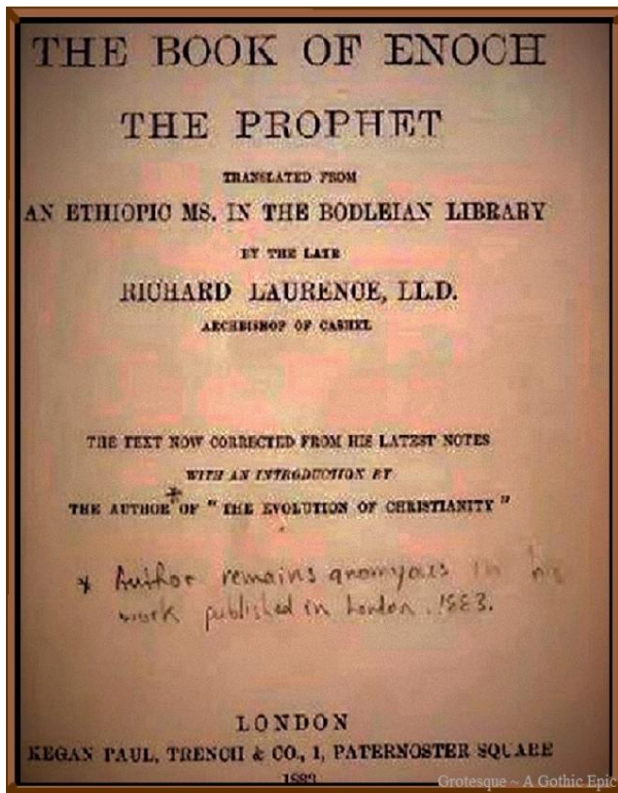 THE BOOK OF ENOCH
THE PROPHET
TRANSLATED FROM
AN ETHIOPIC MS. IN THE BODLEIAN LIBRARY
BY THE LATE
RICHARD LAURENCE, LL.D.
ARCHBISHOP OF CASHEL
THE TEXT NOW CORRECTED FROM HIS LATEST NOTES
WITH AN INTRODUCTION BY
THE AUTHOR * OF "THE EVOLUTION OF CHRISTIANITY"
* Author remains anomyous in his
work published in London. 1883.
LONDON
KEGAN PAUL, TRENCH & CO., 1, PATERNOSTER SQUARE
Grotesque ~ A Gothic Epic